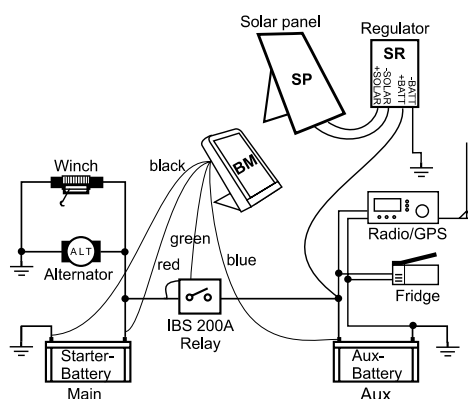 Solar panel
Regulator
SP
SR
+SOLAR
-SOLAR
+BATT
-BATT
Winch
black
BM
ALT
Alternator
green
red
blue
Radio/GPS
Fridge
IBS 200A
Relay
Starter-
Battery
Main
Aux-
Battery
Aux